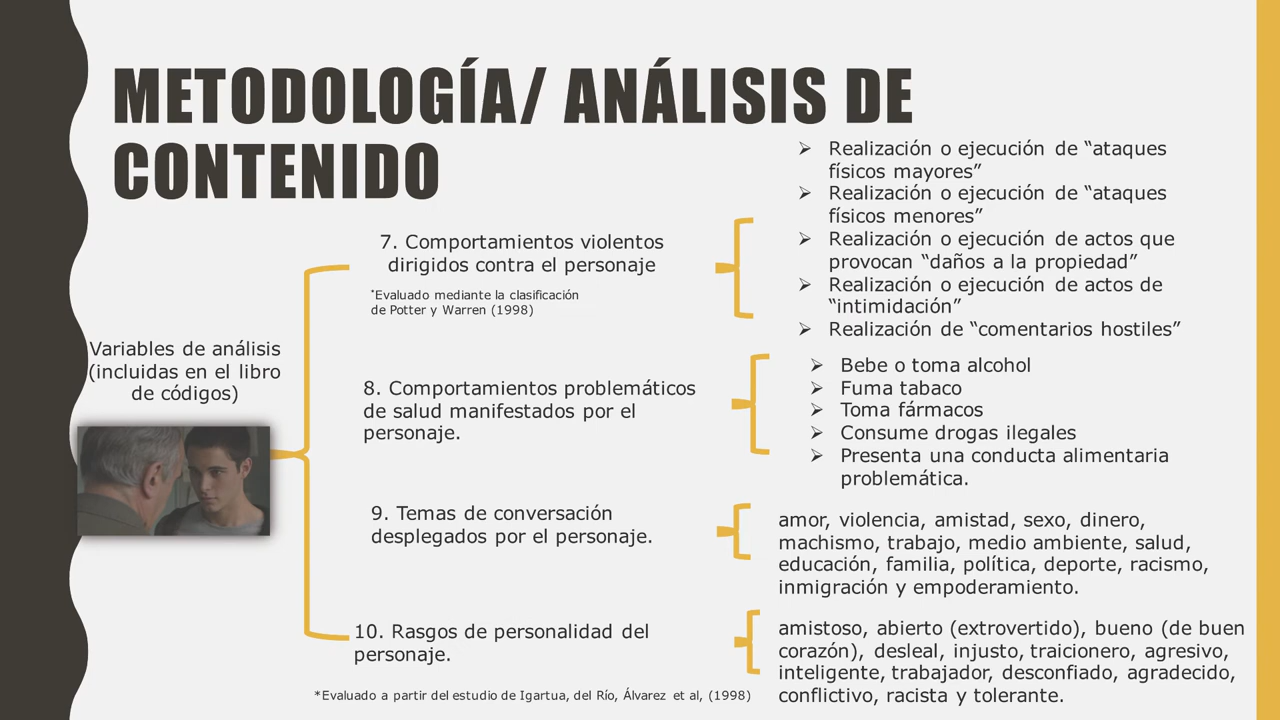 METODOLOGÍA/ ANÁLISIS DE
CONTENIDO
Variables de análisis
(incluidas en el libro
de códigos)
7. Comportamientos violentos
dirigidos contra el personaje
*Evaluado mediante la clasificación
de Potter y Warren (1998)
➢ Realización o ejecución de “ataques
físicos mayores”
➢ Realización o ejecución de “ataques
físicos menores”
➢ Realización o ejecución de actos que
provocan “daños a la propiedad”
➢ Realización o ejecución de actos de
“intimidación”
➢ Realización de “comentarios hostiles”
8. Comportamientos problemáticos
de salud manifestados por el
personaje.
➢ Bebe o toma alcohol
➢ Fuma tabaco
➢ Toma fármacos
➢ Consume drogas ilegales
➢ Presenta una conducta alimentaria
problemática.
9. Temas de conversación
desplegados por el personaje.
amor, violencia, amistad, sexo, dinero,
machismo, trabajo, medio ambiente, salud,
educación, familia, política, deporte, racismo,
inmigración y empoderamiento.
10. Rasgos de personalidad del
personaje.
*Evaluado a partir del estudio de Igartua, del Río, Álvarez et al, (1998)
amistoso, abierto (extrovertido), bueno (de buen
corazón), desleal, injusto, traicionero, agresivo,
inteligente, trabajador, desconfiado, agradecido,
conflictivo, racista y tolerante.